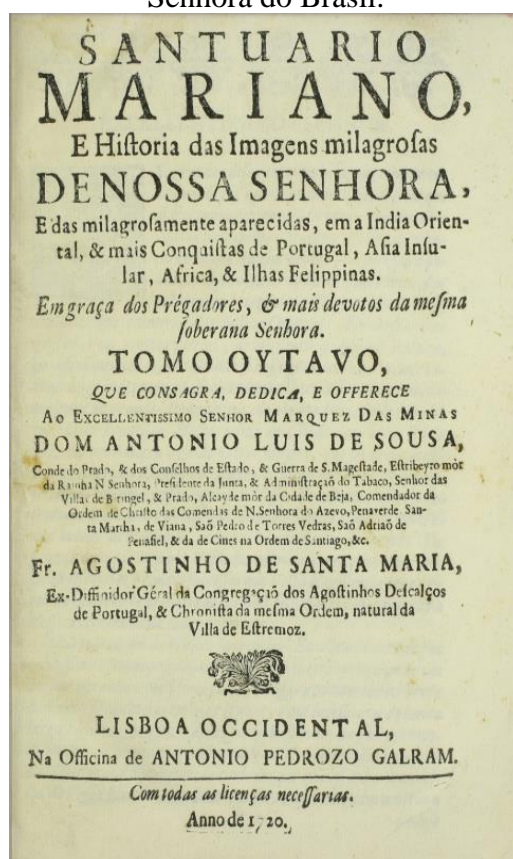 Senhora do Brasil.
SANTUARIO
MARIANO,
E Hiſtoria das Imagens milagroſas
DE NOSSA SENHORA,
E das milagroſamente aparecidas, em a India Orien-
tal, & mais Conquiſtas de Portugal, Aſia Inſu-
lar, Africa, & Ilhas Felippinas.
Em graça dos Prégadores, & mais devotos da meſma
ſoberana Senhora.
TOMO OYTAVO,
QUE CONSAGRA, DEDICA, E OFFERECE
AO EXCELLENTISSIMO SENHOR MARQUEZ DAS MINAS
DOM ANTONIO LUIS DE SOUSA,
Conde do Prado, & dos Conſelhos de Eſtado, & Guerra de S. Mageſtade, Eſtribeyro mòr
da Rainha N Senhora, Preſidente da Junta, & Adminiſtraçaõ do Tabaco, Senhor das
Villas de Beringel, & Prado, Alcayde mòr da Cidade de Beja, Comendador da
Ordem de Chriſto das Comendas de N. Senhora do Azevo, Penaverde San-
ta Martha, de Viana, Saõ Pedro de Torres Vedras, Saõ Adriaõ de
Penafiel, & da de Cines na Ordem de Santiago, &c.
Fr. AGOSTINHO DE SANTA MARIA,
Ex-Diffinidor Géral da Congregaçaõ dos Agoſtinhos Deſcalços
de Portugal, & Chroniſta da meſma Ordem, natural da
Villa de Eſtremoz.
LISBOA OCCIDENTAL,
Na Officina de ANTONIO PEDROZO GALRAM.
Com todas as licenças neceſſarias.
Anno de 1720.